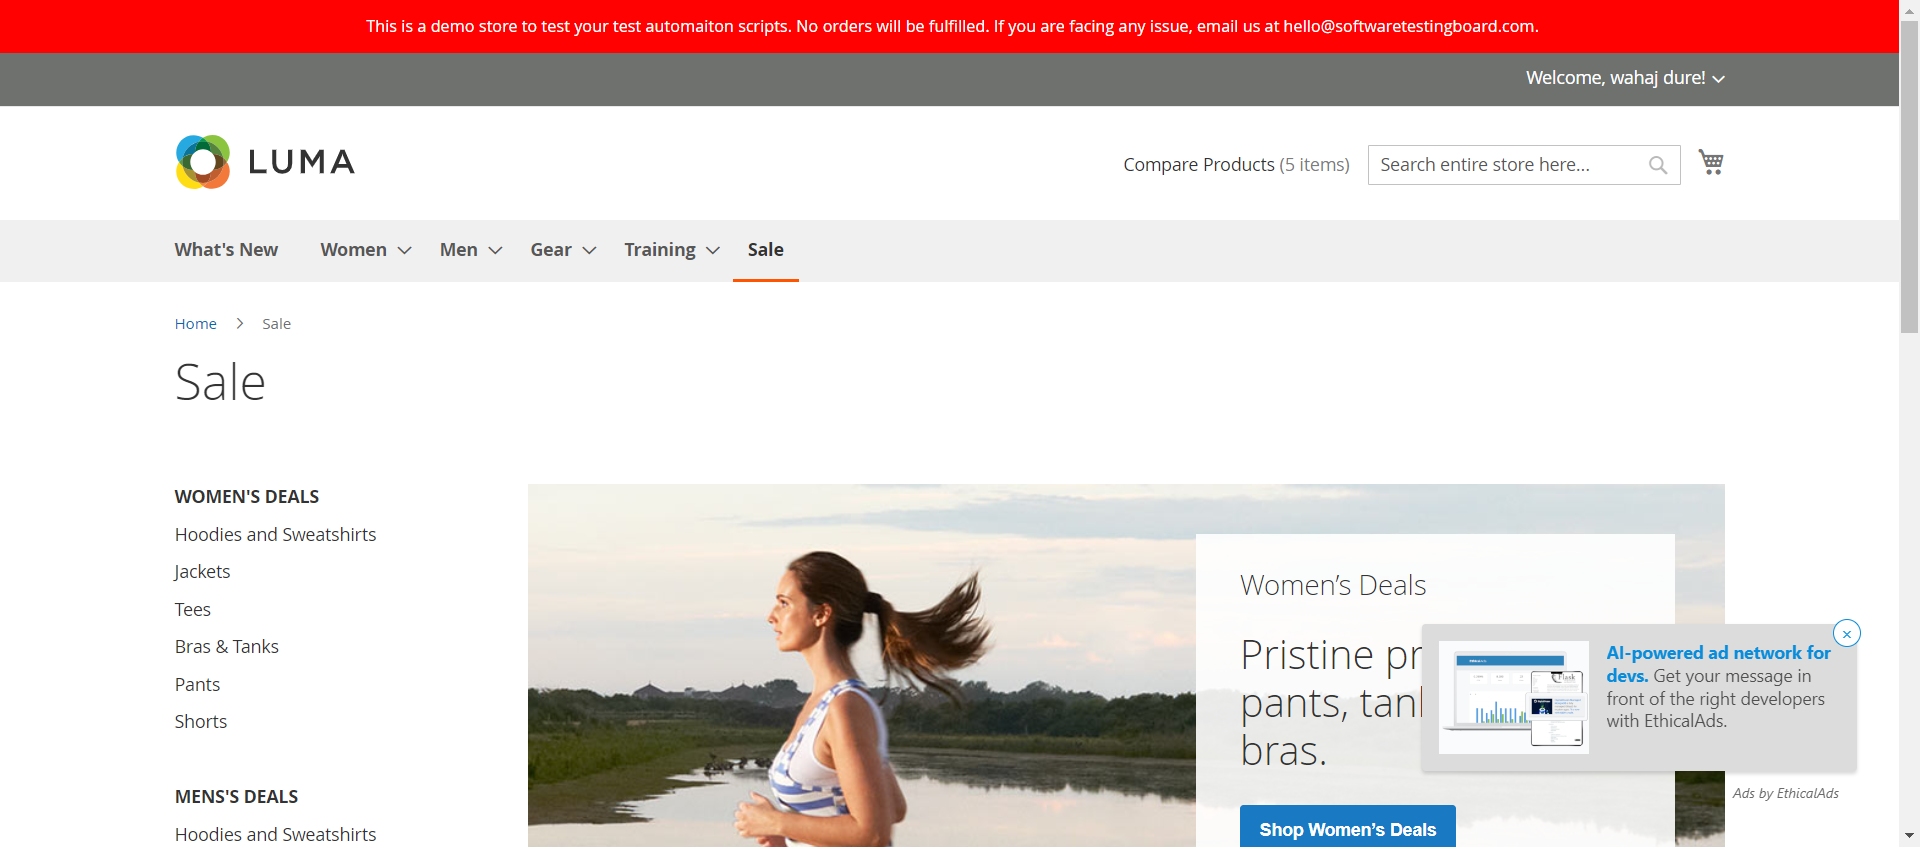 This is a demo store to test your test automaiton scripts. No orders will be fulfilled. If you are facing any issue, email us at hello@softwaretestingboard.com.
Welcome, wahaj dure!
LUMA
Compare Products (5 items)
Search entire store here...
What's New
Women
Men
Gear
Training
Sale
Home
Sale
Sale
WOMEN'S DEALS
Hoodies and Sweatshirts
Jackets
Tees
Bras & Tanks
Pants
Shorts
MENS'S DEALS
Hoodies and Sweatshirts
Women’s Deals
Pristine pr
pants, tan
bras.
Shop Women’s Deals
AI-powered ad network for
devs. Get your message in
front of the right developers
with EthicalAds.
Ads by EthicalAds